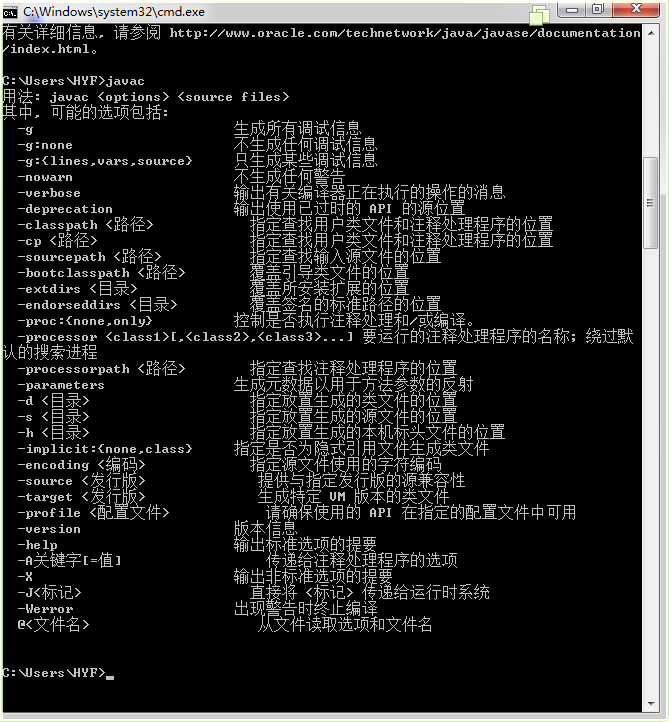 C:\Windows\system32\cmd.exe
有关详细信息，请参阅 http://www.oracle.com/technetwork/java/javase/documentation
/index.html。
C:\Users\HYF>javac
用法: javac <options> <source files>
其中, 可能的选项包括:
-g 生成所有调试信息
-g:none 不生成任何调试信息
-g:{lines,vars,source} 只生成某些调试信息
-nowarn 不生成任何警告
-verbose 输出有关编译器正在执行的操作的消息
-deprecation 输出使用已过时的 API 的源位置
-classpath <路径> 指定查找用户类文件和注释处理程序的位置
-cp <路径> 指定查找用户类文件和注释处理程序的位置
-sourcepath <路径> 指定查找输入源文件的位置
-bootclasspath <路径> 覆盖引导类文件的位置
-extdirs <目录> 覆盖所安装扩展的位置
-endorseddirs <目录> 覆盖签名的标准路径的位置
-proc:{none,only} 控制是否执行注释处理和/或编译。
-processor <class1>[,<class2>,<class3>...] 要运行的注释处理程序的名称; 绕过默
认的搜索进程
-processorpath <路径> 指定查找注释处理程序的位置
-parameters 生成元数据以用于方法参数的反射
-d <目录> 指定放置生成的类文件的位置
-s <目录> 指定放置生成的源文件的位置
-h <目录> 指定放置生成的本机标头文件的位置
-implicit:{none,class} 指定是否为隐式引用文件生成类文件
-encoding <编码> 指定源文件使用的字符编码
-source <发行版> 提供与指定发行版的源兼容性
-target <发行版> 生成特定 VM 版本的类文件
-profile <配置文件> 请确保使用的 API 在指定的配置文件中可用
-version 版本信息
-help 输出标准选项的提要
-A关键字[=值] 传递给注释处理程序的选项
-X 输出非标准选项的提要
-J<标记> 直接将 <标记> 传递给运行时系统
-Werror 出现警告时终止编译
@<文件名> 从文件读取选项和文件名
C:\Users\HYF>